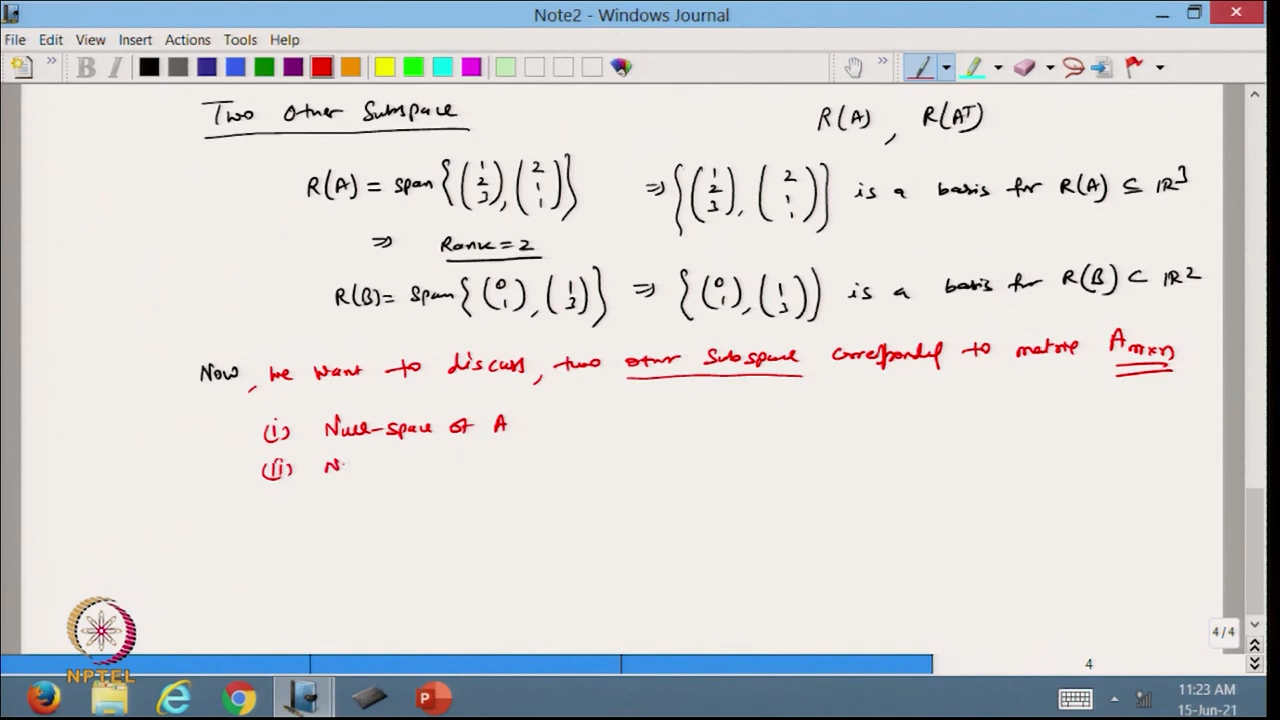 Note2 - Windows Journal
File Edit View Insert Actions Tools Help
Two Other Subspace R(A) , R(Aᵀ)
R(A) = span{(1 2 3), (2 1 1)} ⇒ {(1 2 3), (2 1 1)} is a basis for R(A) ⊆ ℝ³
⇒ Rank = 2
R(B) = span{(0 1), (1 3)} ⇒ {(0 1), (1 3)} is a basis for R(B) ⊂ ℝ²
Now, we want to discuss, two other Subspace to matrix
(i) Null-space of A
(ii) N
4/4
4
NPTEL
11:23 AM
15-Jun-21